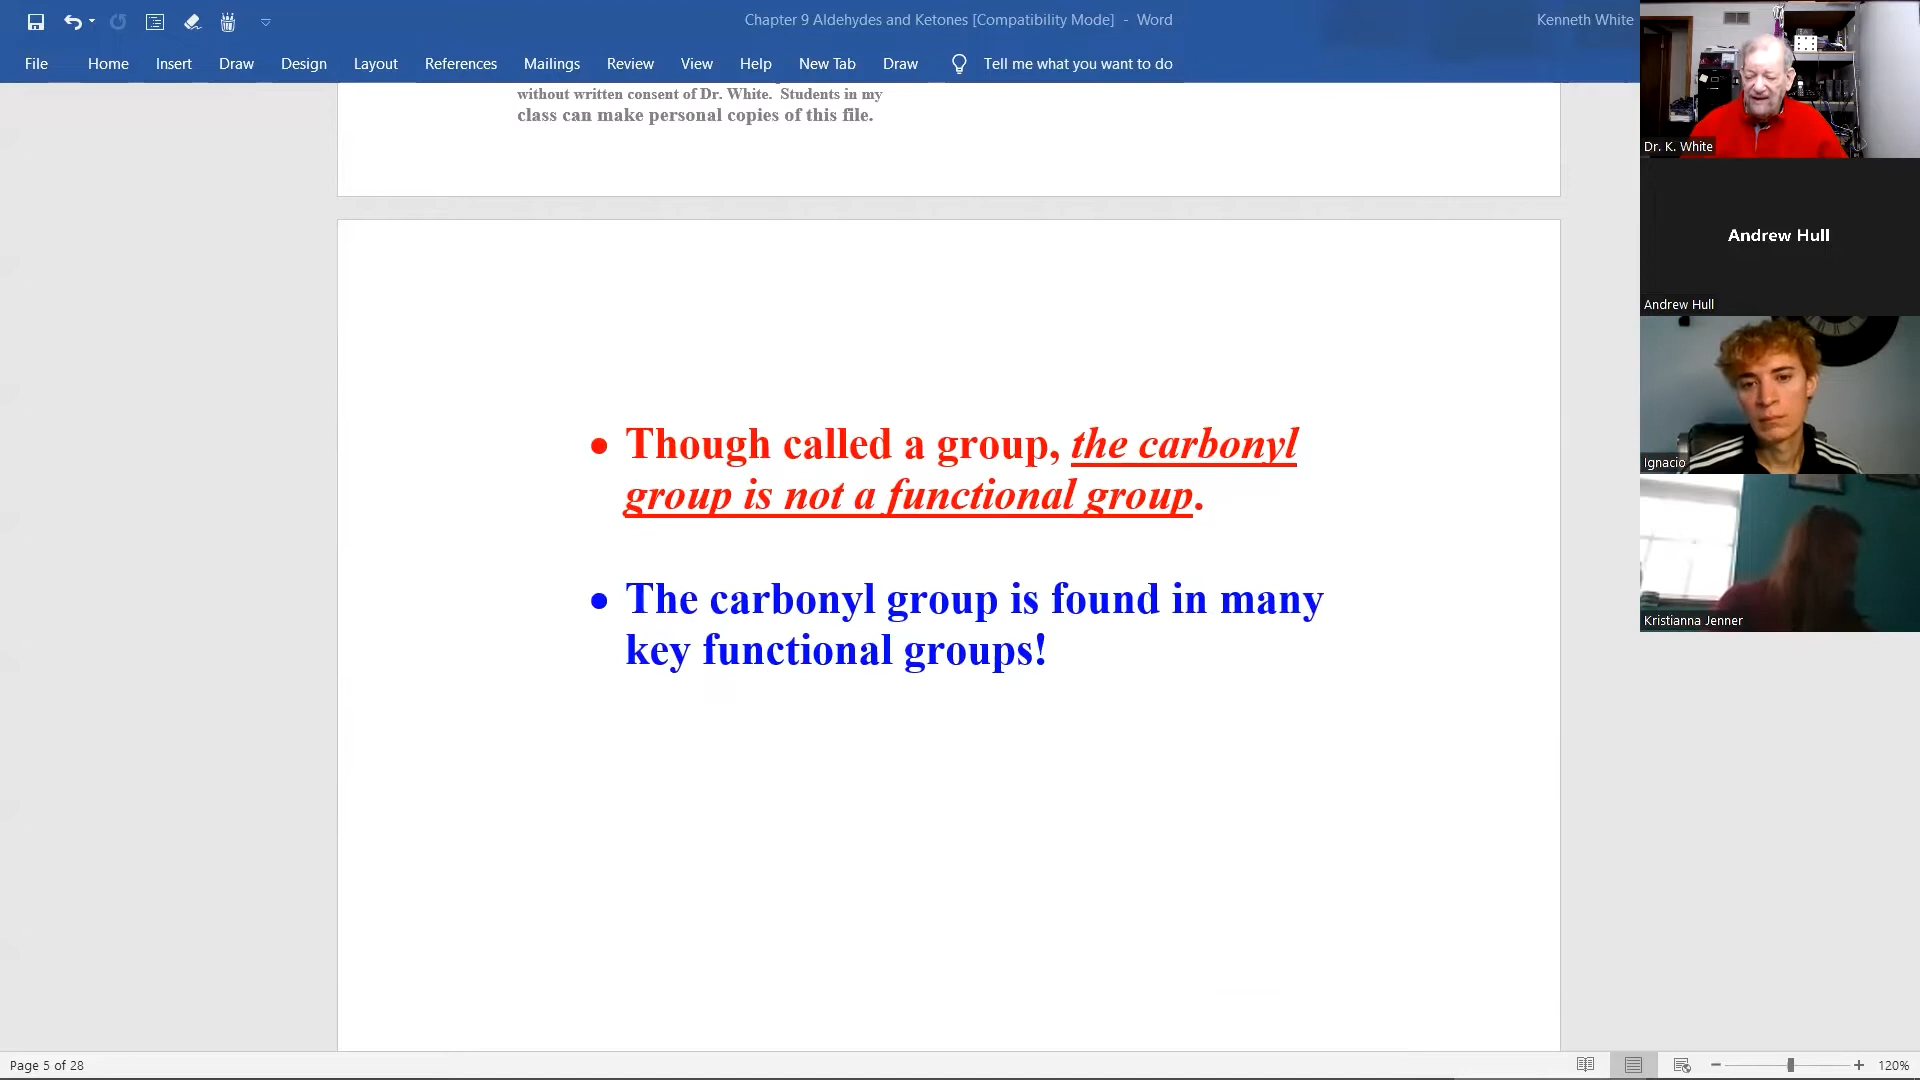 Chapter 9 Aldehydes and Ketones [Compatibility Mode] - Word
Kenneth White
File Home Insert Draw Design Layout References Mailings Review View Help New Tab Draw Tell me what you want to do
without written consent of Dr. White. Students in my
class can make personal copies of this file.
• Though called a group, the carbonyl
group is not a functional group.
• The carbonyl group is found in many
key functional groups!
Dr. K. White
Andrew Hull
Andrew Hull
Ignacio
Kristianna Jenner
Page 5 of 28
120%